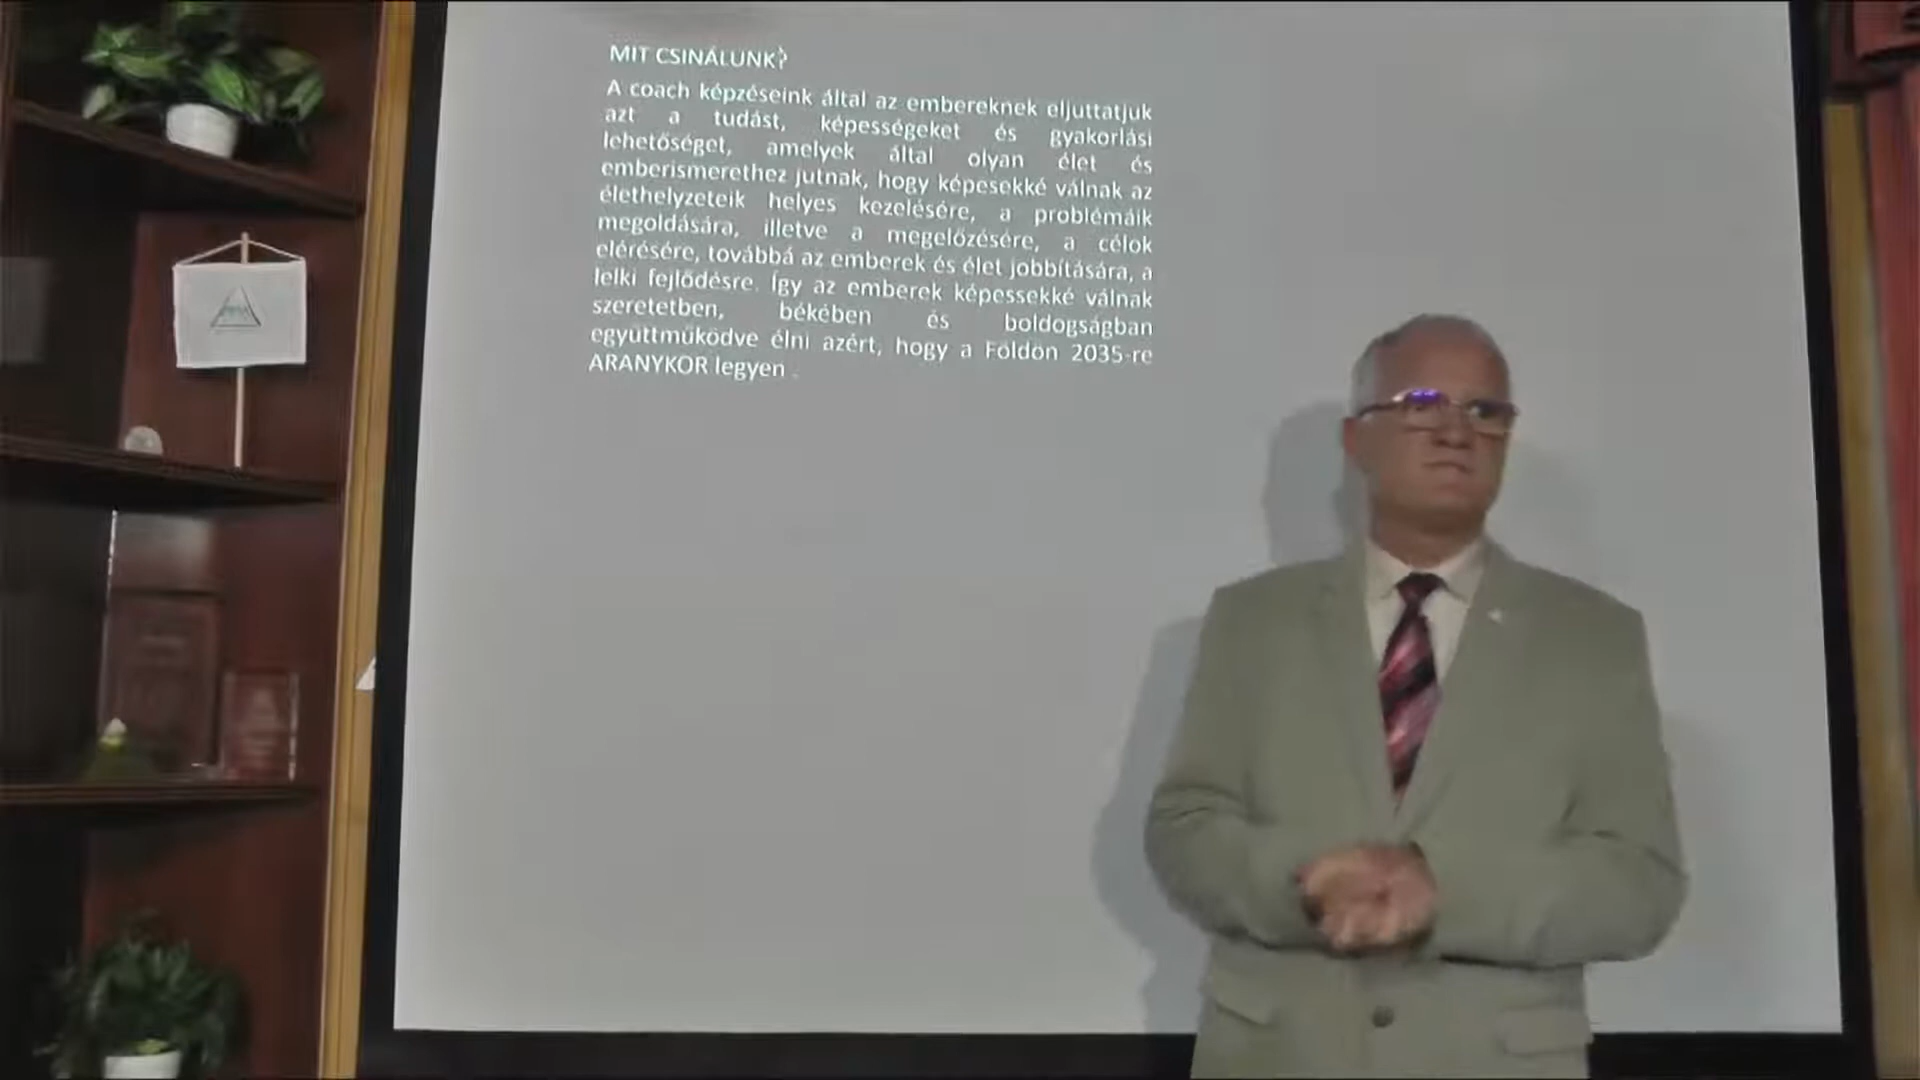 MIT CSINÁLUNK?
A coach képzéseink által az embereknek eljuttatjuk
azt a tudást, képességeket és gyakorlási
lehetőséget, amelyek által olyan élet és
emberismerethez jutnak, hogy képesekké válnak az
élethelyzeteik helyes kezelésére, a problémáik
megoldására, illetve a megelőzésére, a célok
elérésére, továbbá az emberek és élet jobbítására, a
lelki fejlődésre. Így az emberek képessekké válnak
szeretetben, békében és boldogságban
együttműködve élni azért, hogy a Földön 2035-re
ARANYKOR legyen .